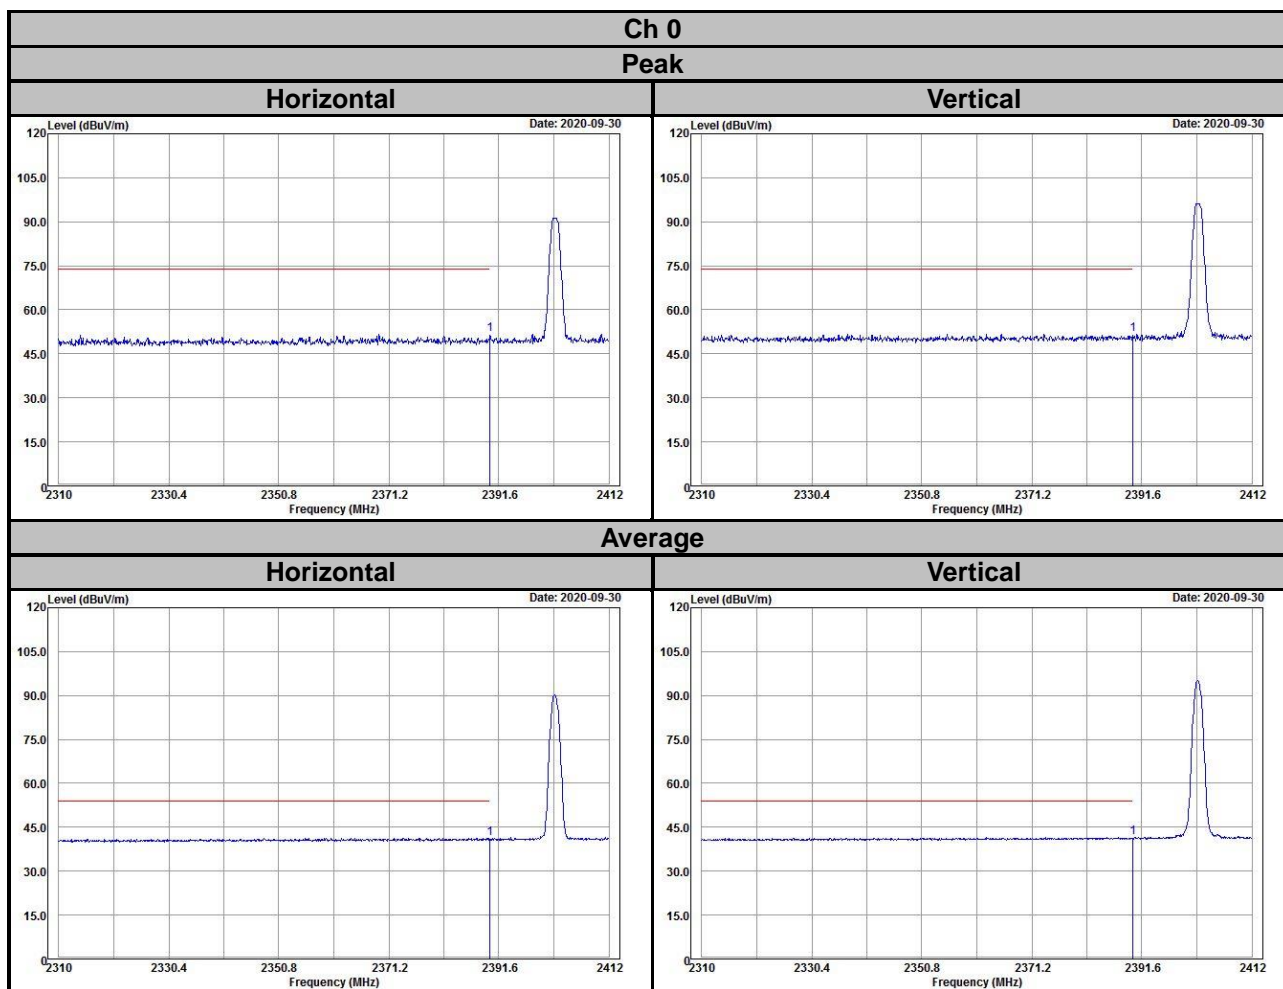 Ch 0
Peak
Horizontal Vertical
Level (dBuV/m) Date: 2020-09-30
120
105.0
90.0
75.0
60.0
45.0
30.0
15.0
0
1
2310 2330.4 2350.8 2371.2 2391.6 2412
Frequency (MHz)
Level (dBuV/m) Date: 2020-09-30
120
105.0
90.0
75.0
60.0
45.0
30.0
15.0
0
1
2310 2330.4 2350.8 2371.2 2391.6 2412
Frequency (MHz)
Average
Horizontal Vertical
Level (dBuV/m) Date: 2020-09-30
120
105.0
90.0
75.0
60.0
45.0
30.0
15.0
0
1
2310 2330.4 2350.8 2371.2 2391.6 2412
Frequency (MHz)
Level (dBuV/m) Date: 2020-09-30
120
105.0
90.0
75.0
60.0
45.0
30.0
15.0
0
1
2310 2330.4 2350.8 2371.2 2391.6 2412
Frequency (MHz)